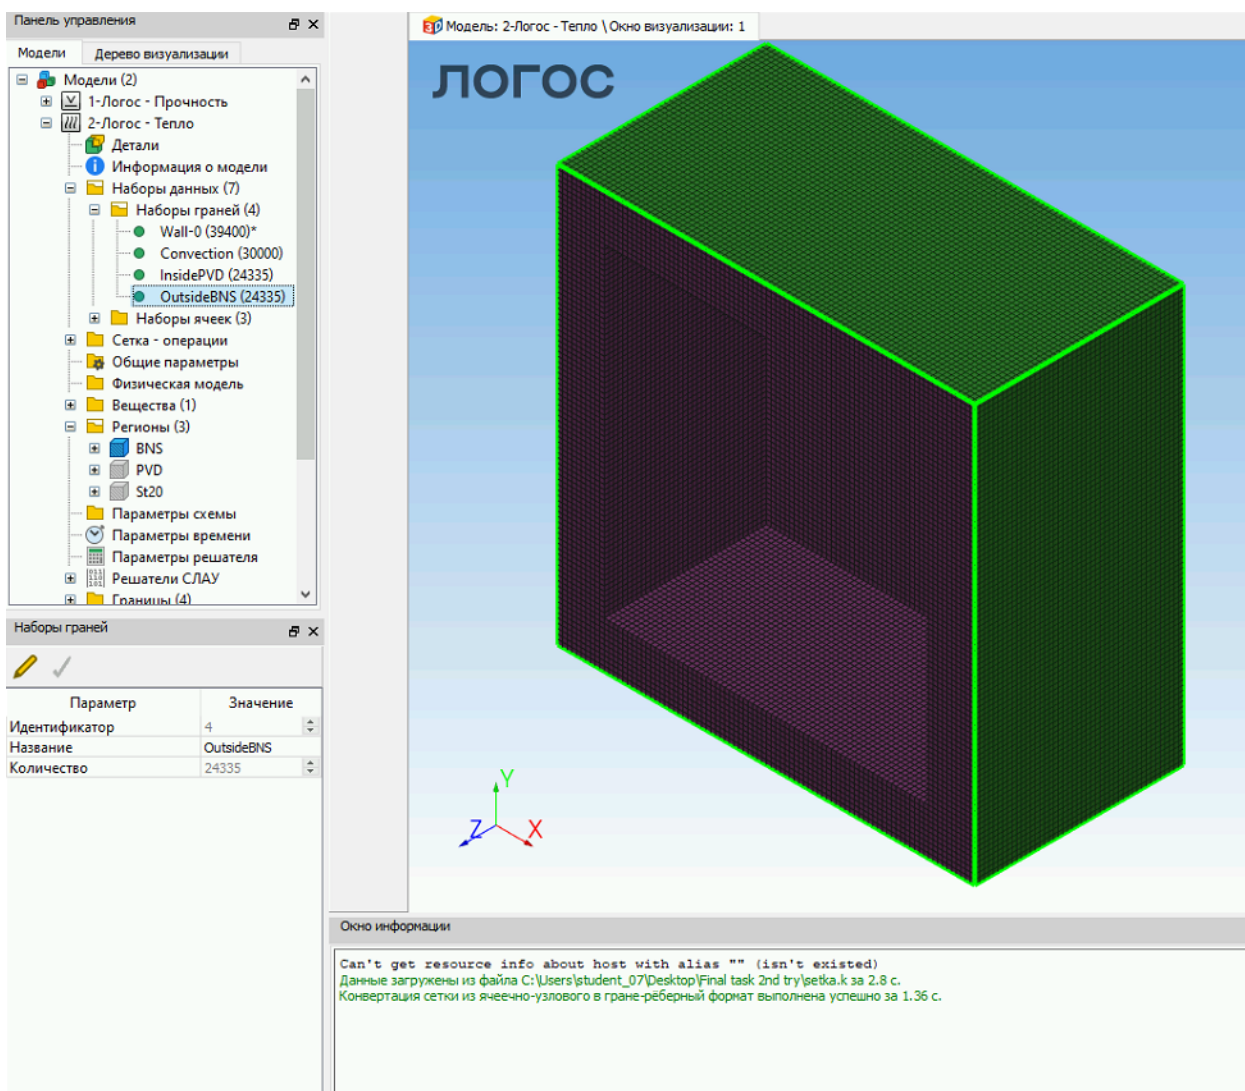 Панель управления
Модели
Дерево визуализации
Модели (2)
1-Логос - Прочность
2-Логос - Тепло
Детали
Информация о модели
Наборы данных (7)
Наборы граней (4)
Wall-0 (39400)*
Convection (30000)
InsidePVD (24335)
OutsideBNS (24335)
Наборы ячеек (3)
Сетка - операции
Общие параметры
Физическая модель
Вещества (1)
Регионы (3)
BNS
PVD
St20
Параметры схемы
Параметры времени
Параметры решателя
Решатели СЛАУ
Границы (4)
Наборы граней
Параметр Значение
Идентификатор 4
Название OutsideBNS
Количество 24335
3D Модель: 2-Логос - Тепло \ Окно визуализации: 1
ЛОГОС
Y
Z X
Окно информации
Can't get resource info about host with alias "" (isn't existed)
Данные загружены из файла C:\Users\student_07\Desktop\Final task 2nd try\setka.k за 2.8 с.
Конвертация сетки из ячеечно-узлового в гране-рёберный формат выполнена успешно за 1.36 с.